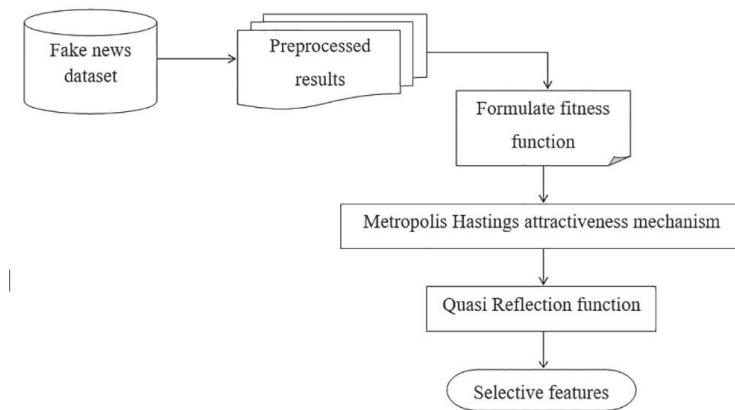 Fake news
dataset
Preprocessed
results
Formulate fitness
function
Metropolis Hastings attractiveness mechanism
Quasi Reflection function
Selective features